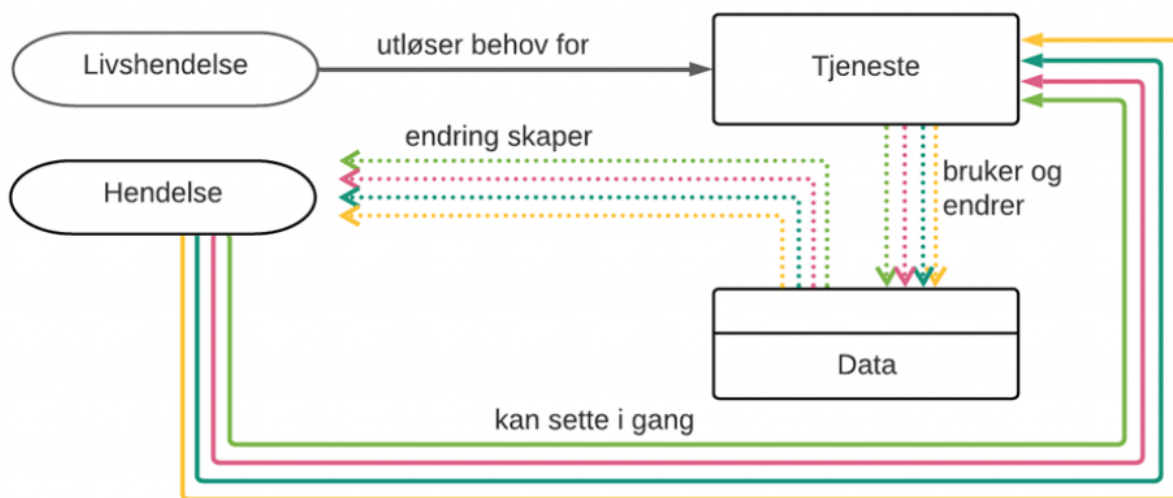 Livshendelse
utløser behov for
Tjeneste
endring skaper
Hendelse
bruker og
endrer
Data
kan sette i gang